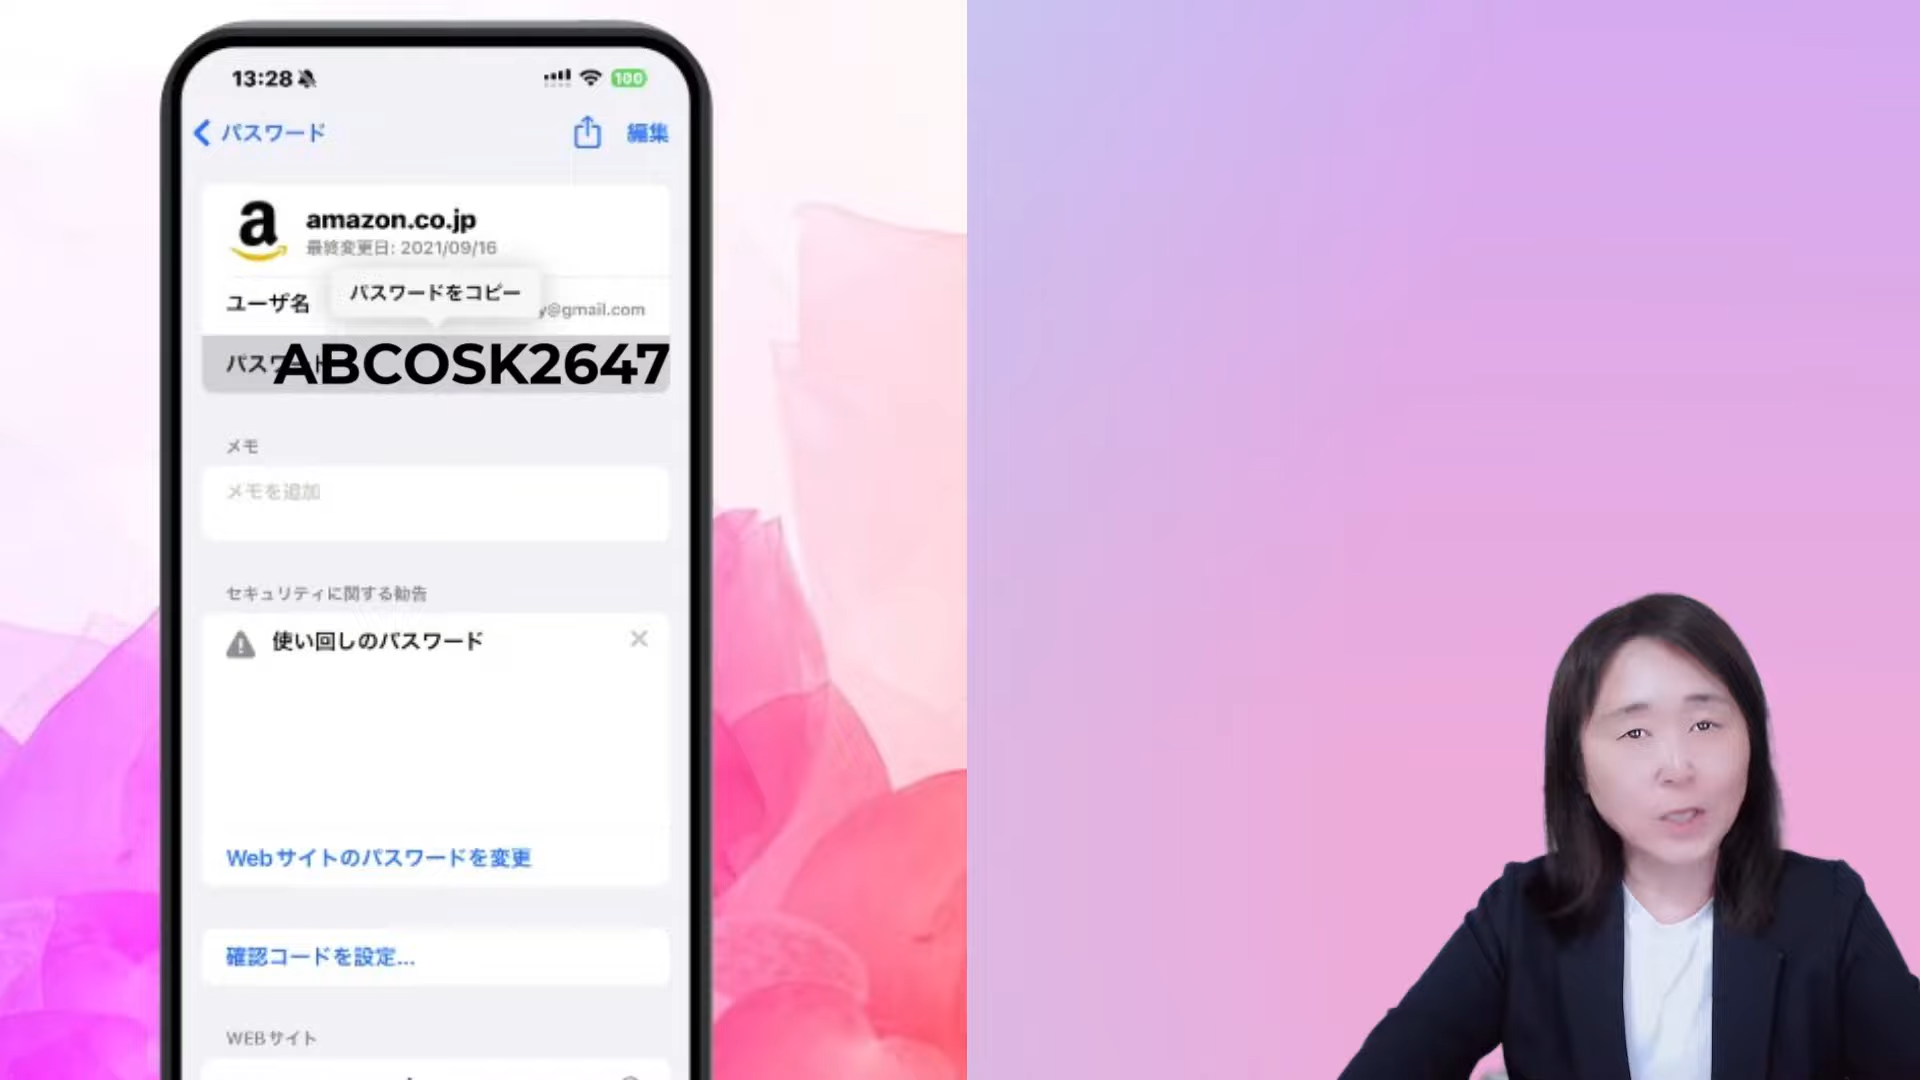 13:28
100
パスワード
編集
amazon.co.jp
最終変更日: 2021/09/16
パスワードをコピー
ユーザ名
y@gmail.com
パスワード
ABCOSK2647
メモ
メモを追加
セキュリティに関する勧告
使い回しのパスワード
Webサイトのパスワードを変更
確認コードを設定...
WEBサイト